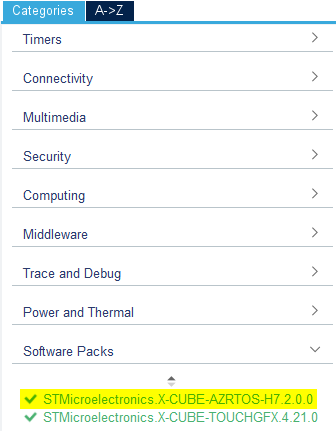 Categories A->Z
Timers
Connectivity
Multimedia
Security
Computing
Middleware
Trace and Debug
Power and Thermal
Software Packs
STMicroelectronics.X-CUBE-AZRTOS-H7.2.0.0
STMicroelectronics.X-CUBE-TOUCHGFX.4.21.0